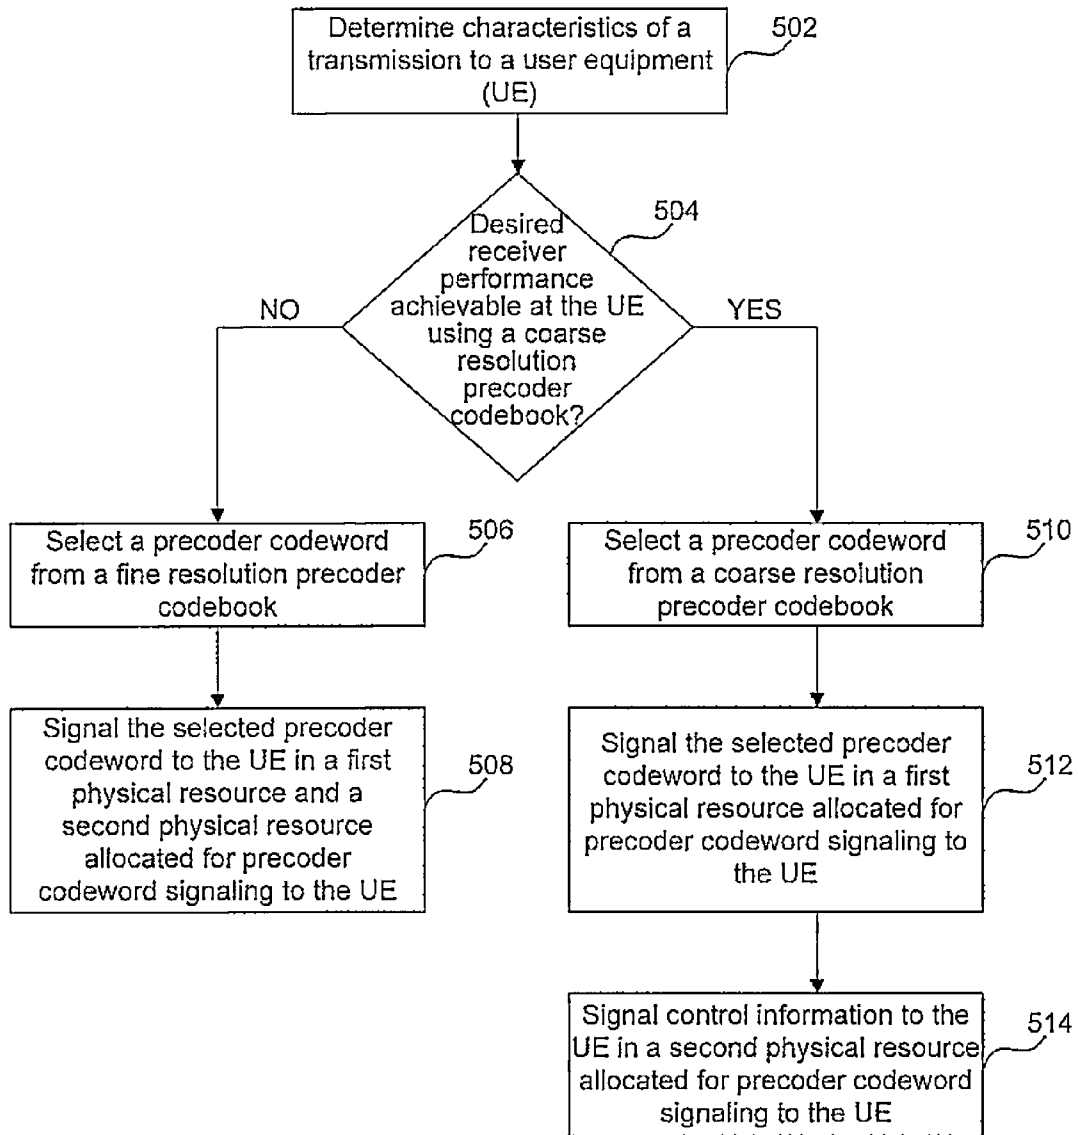 Determine characteristics of a
transmission to a user equipment
(UE)
502
Desired
receiver
performance
achievable at the UE
using a coarse
resolution
precoder
codebook?
504
NO
YES
Select a precoder codeword
from a fine resolution precoder
codebook
506
Select a precoder codeword
from a coarse resolution
precoder codebook
510
Signal the selected precoder
codeword to the UE in a first
physical resource and a
second physical resource
allocated for precoder
codeword signaling to the UE
508
Signal the selected precoder
codeword to the UE in a first
physical resource allocated for
precoder codeword signaling to
the UE
512
Signal control information to the
UE in a second physical resource
allocated for precoder codeword
signaling to the UE
514